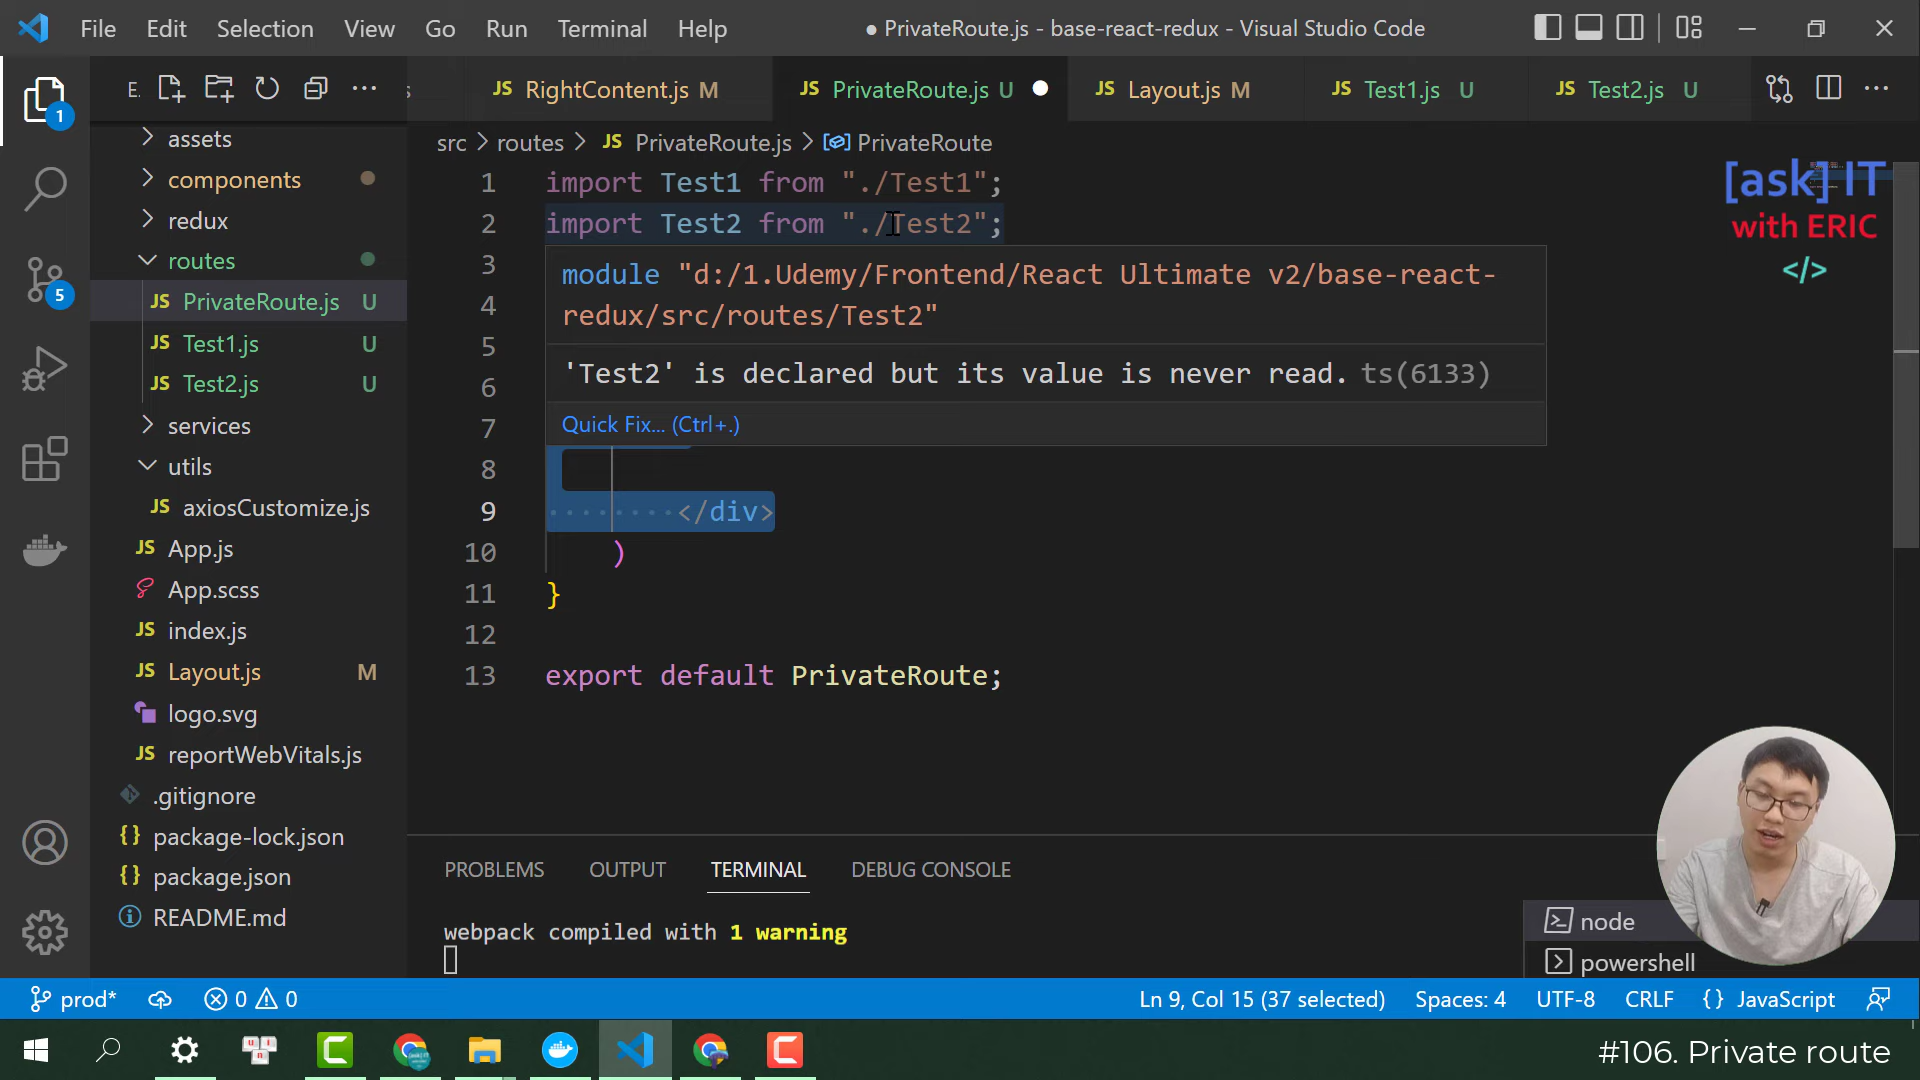 File Edit Selection View Go Run Terminal Help
● PrivateRoute.js - base-react-redux - Visual Studio Code
E.
JS RightContent.js M
JS PrivateRoute.js U
JS Layout.js M
JS Test1.js U
JS Test2.js U
src > routes > JS PrivateRoute.js > PrivateRoute
1
5
assets
components
redux
routes
JS PrivateRoute.js U
JS Test1.js U
JS Test2.js U
services
utils
JS axiosCustomize.js
JS App.js
App.scss
JS index.js
JS Layout.js M
logo.svg
JS reportWebVitals.js
.gitignore
{} package-lock.json
{} package.json
README.md
1 import Test1 from "./Test1";
2 import Test2 from "./Test2";
3
4
5
6
7
8
9 </div>
10 )
11 }
12
13 export default PrivateRoute;
module "d:/1.Udemy/Frontend/React Ultimate v2/base-react-
redux/src/routes/Test2"
'Test2' is declared but its value is never read. ts(6133)
Quick Fix... (Ctrl+.)
[ask] IT
with ERIC
</>
PROBLEMS OUTPUT TERMINAL DEBUG CONSOLE
webpack compiled with 1 warning
node
powershell
prod* 0 0
Ln 9, Col 15 (37 selected) Spaces: 4 UTF-8 CRLF {} JavaScript
#106. Private route